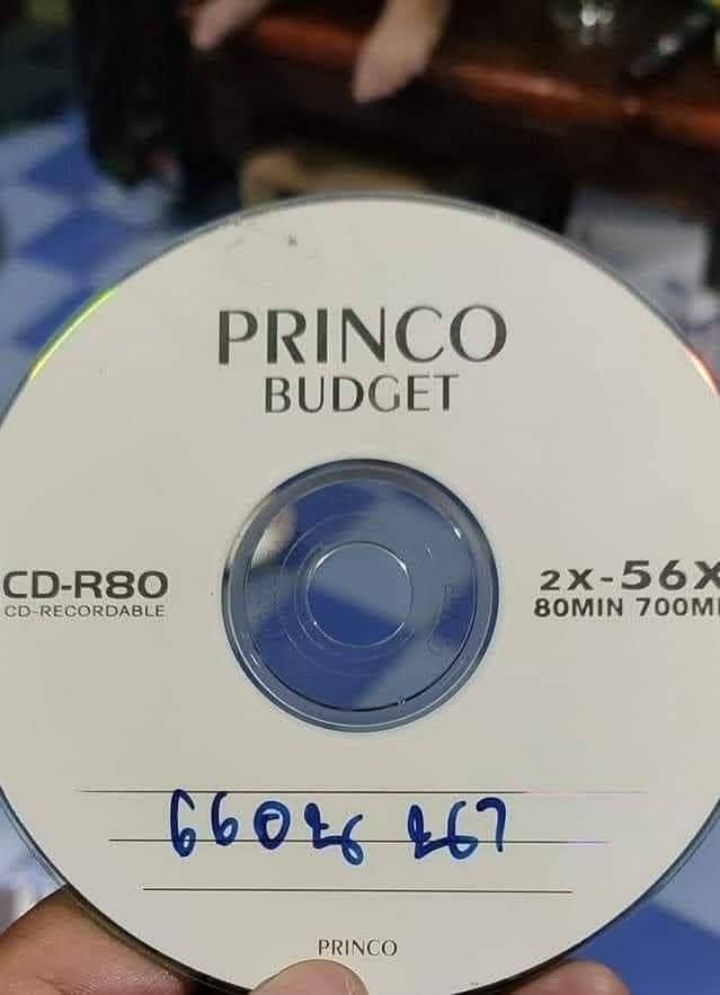 PRINCO
BUDGET
CD-R80
CD-RECORDABLE
2X-56X
80MIN 700M
PRINCO